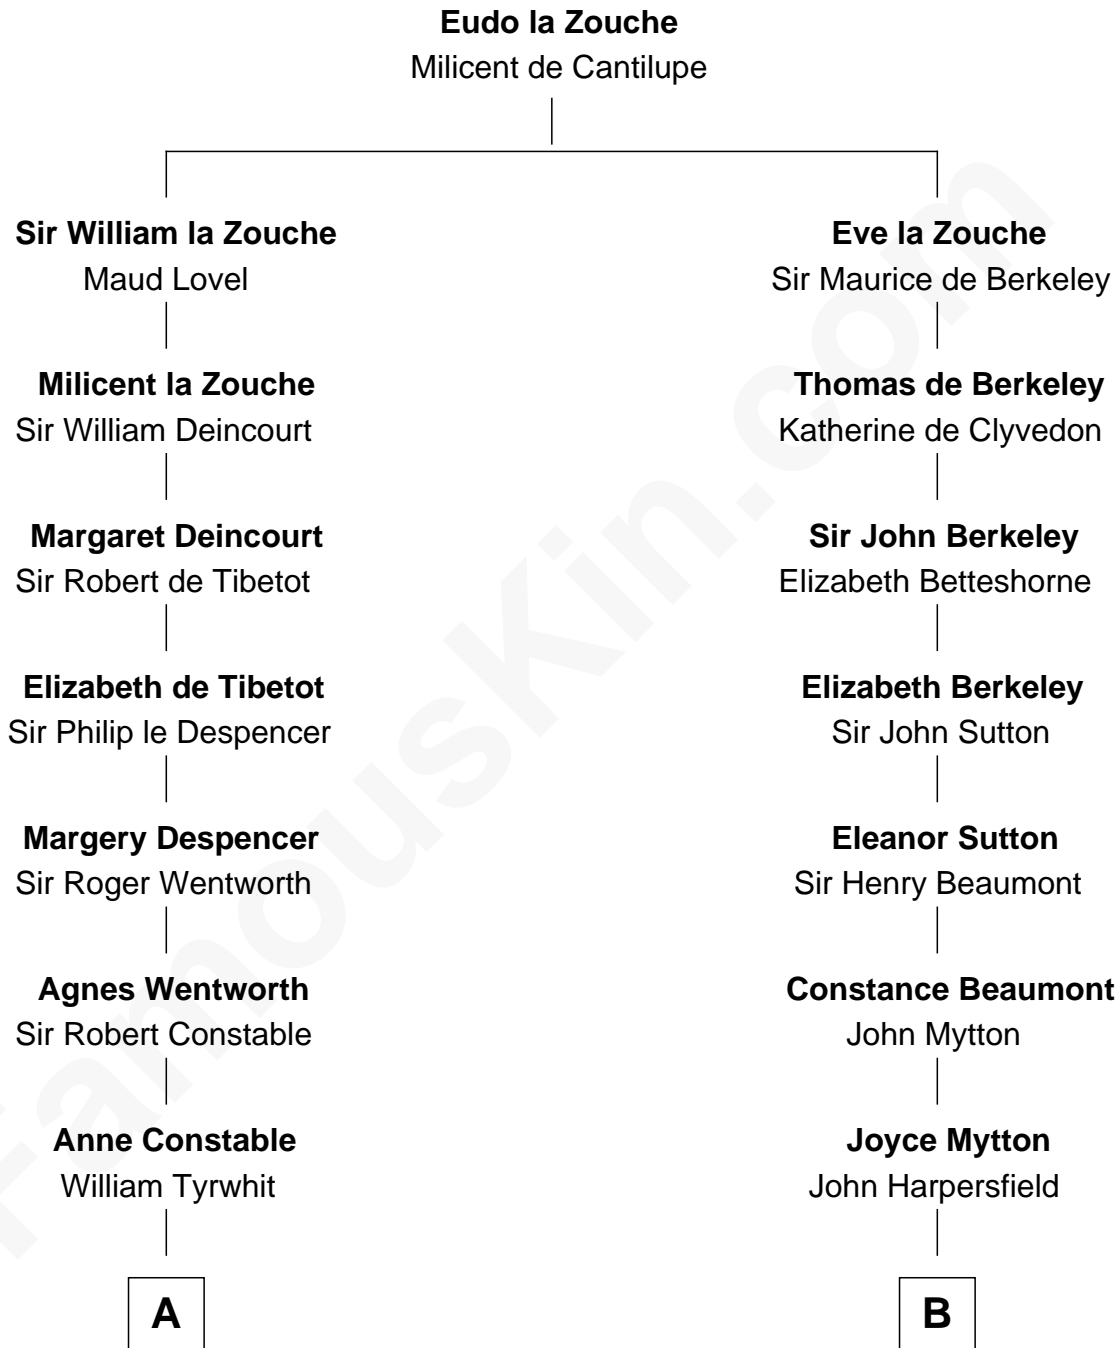 Eudo la Zouche
Milicent de Cantilupe
Sir William la Zouche
Maud Lovel
Eve la Zouche
Sir Maurice de Berkeley
Milicent la Zouche
Sir William Deincourt
Thomas de Berkeley
Katherine de Clyvedon
Margaret Deincourt
Sir Robert de Tibetot
Sir John Berkeley
Elizabeth Betteshorne
Elizabeth de Tibetot
Sir Philip le Despencer
Elizabeth Berkeley
Sir John Sutton
Margery Despencer
Sir Roger Wentworth
Eleanor Sutton
Sir Henry Beaumont
Agnes Wentworth
Sir Robert Constable
Constance Beaumont
John Mytton
Anne Constable
William Tyrwhit
Joyce Mytton
John Harpersfield
A
B
FamousKin.com